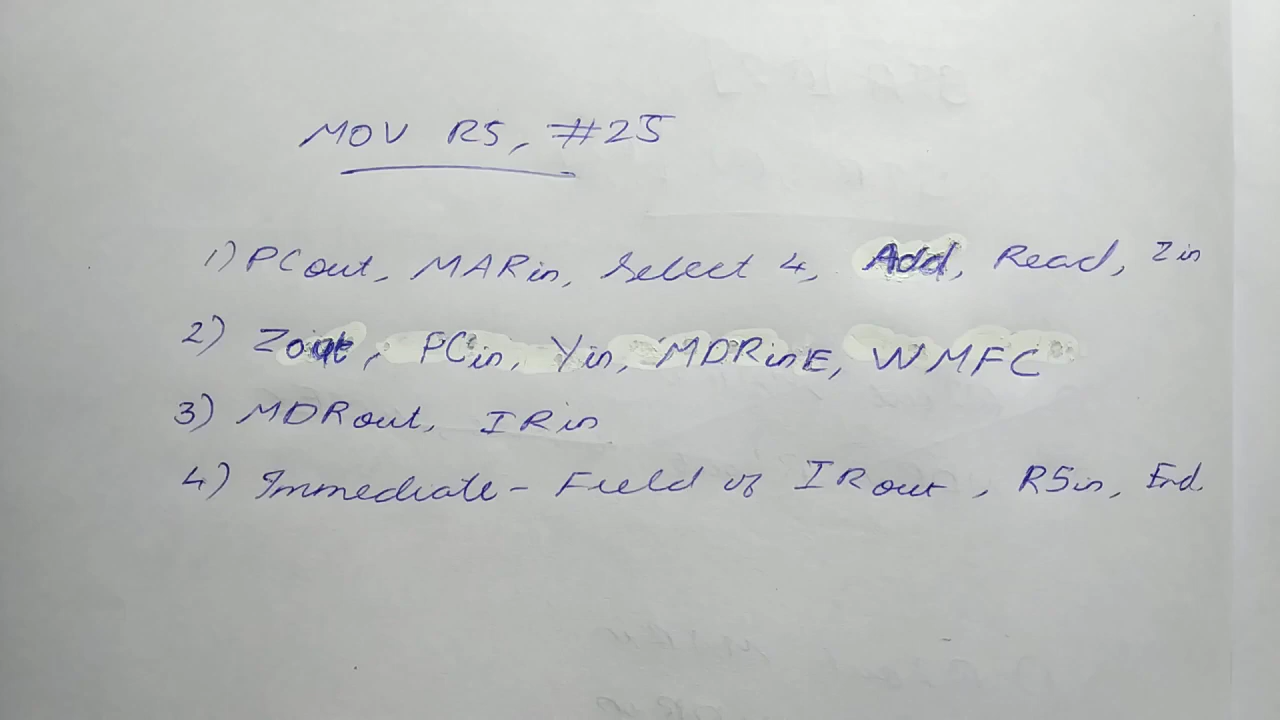 MOV R5, #25
1) PCout, MARin, Select 4, Add, Read, Zin
2) Zout, PCin, Yin, MDRinE, WMFC
3) MDRout, IRin
4) Immediate - Field of IRout, R5in, End.